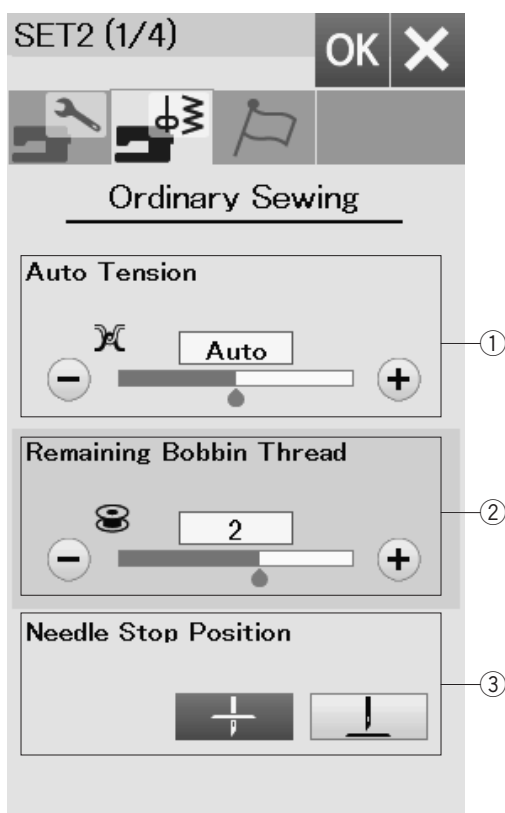 SET2 (1/4)
OK
Ordinary Sewing
Auto Tension
Auto
①
Remaining Bobbin Thread
2
②
Needle Stop Position
③